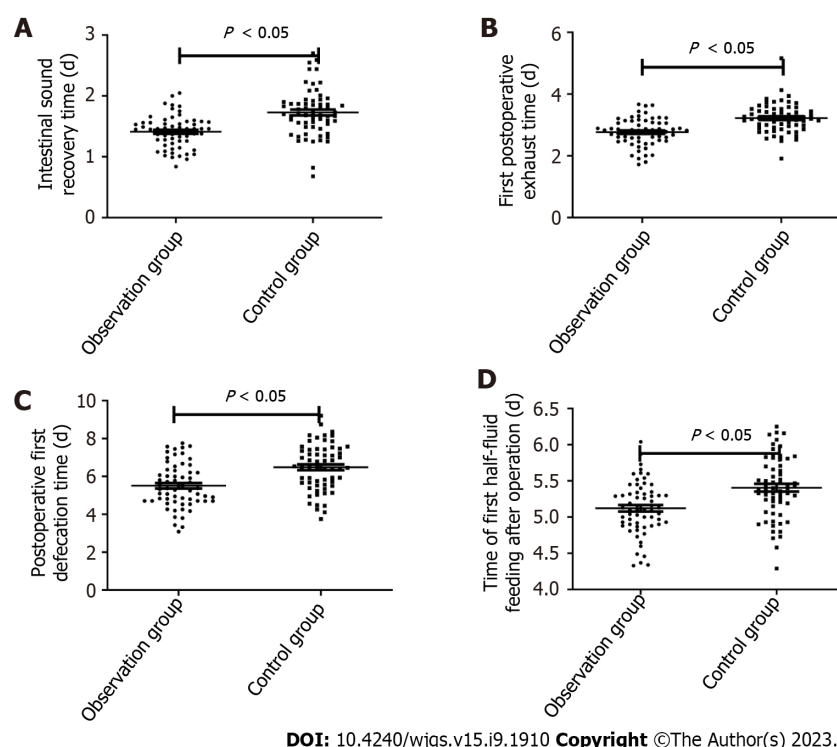 A
Intestinal sound
recovery time (d)
3
2
1
0
P < 0.05
Observation group
Control group
B
First postoperative
exhaust time (d)
6
4
2
0
P < 0.05
Observation group
Control group
C
Postoperative first
defecation time (d)
10
8
6
4
2
0
P < 0.05
Observation group
Control group
D
Time of first half-fluid
feeding after operation (d)
6.5
6.0
5.5
5.0
4.5
4.0
P < 0.05
Observation group
Control group
DOI: 10.4240/wjgs.v15.i9.1910 Copyright ©The Author(s) 2023.